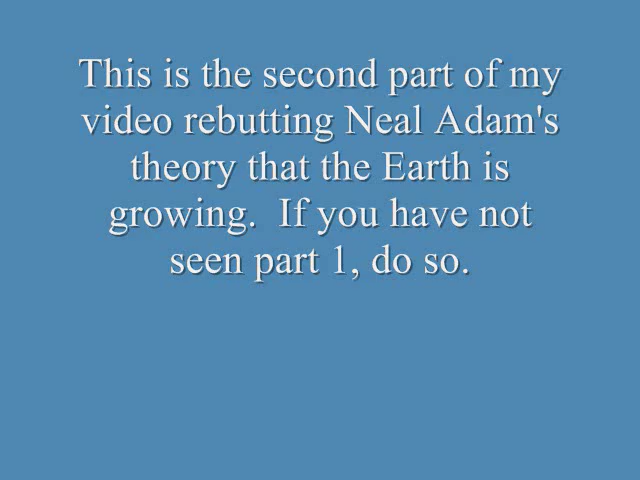 This is the second part of my
video rebutting Neal Adam's
theory that the Earth is
growing.  If you have not
seen part 1, do so.